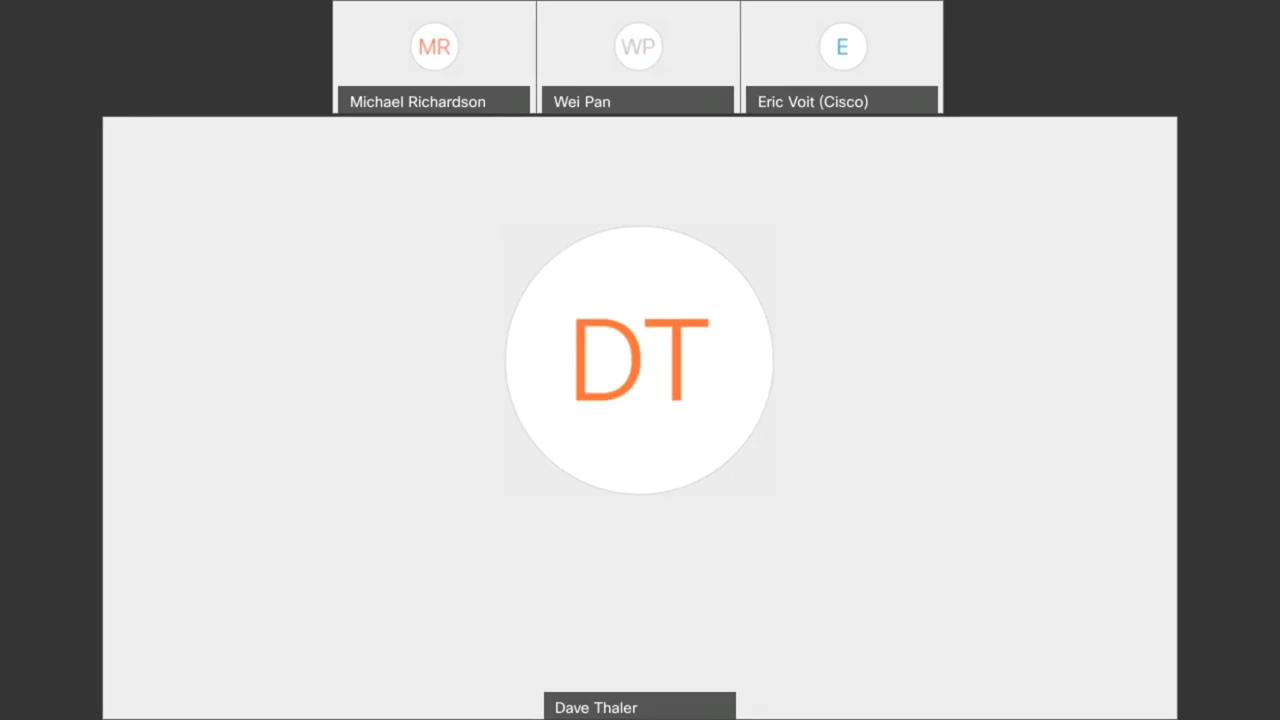 MR
WP
E
Michael Richardson
Wei Pan
Eric Voit (Cisco)
DT
Dave Thaler